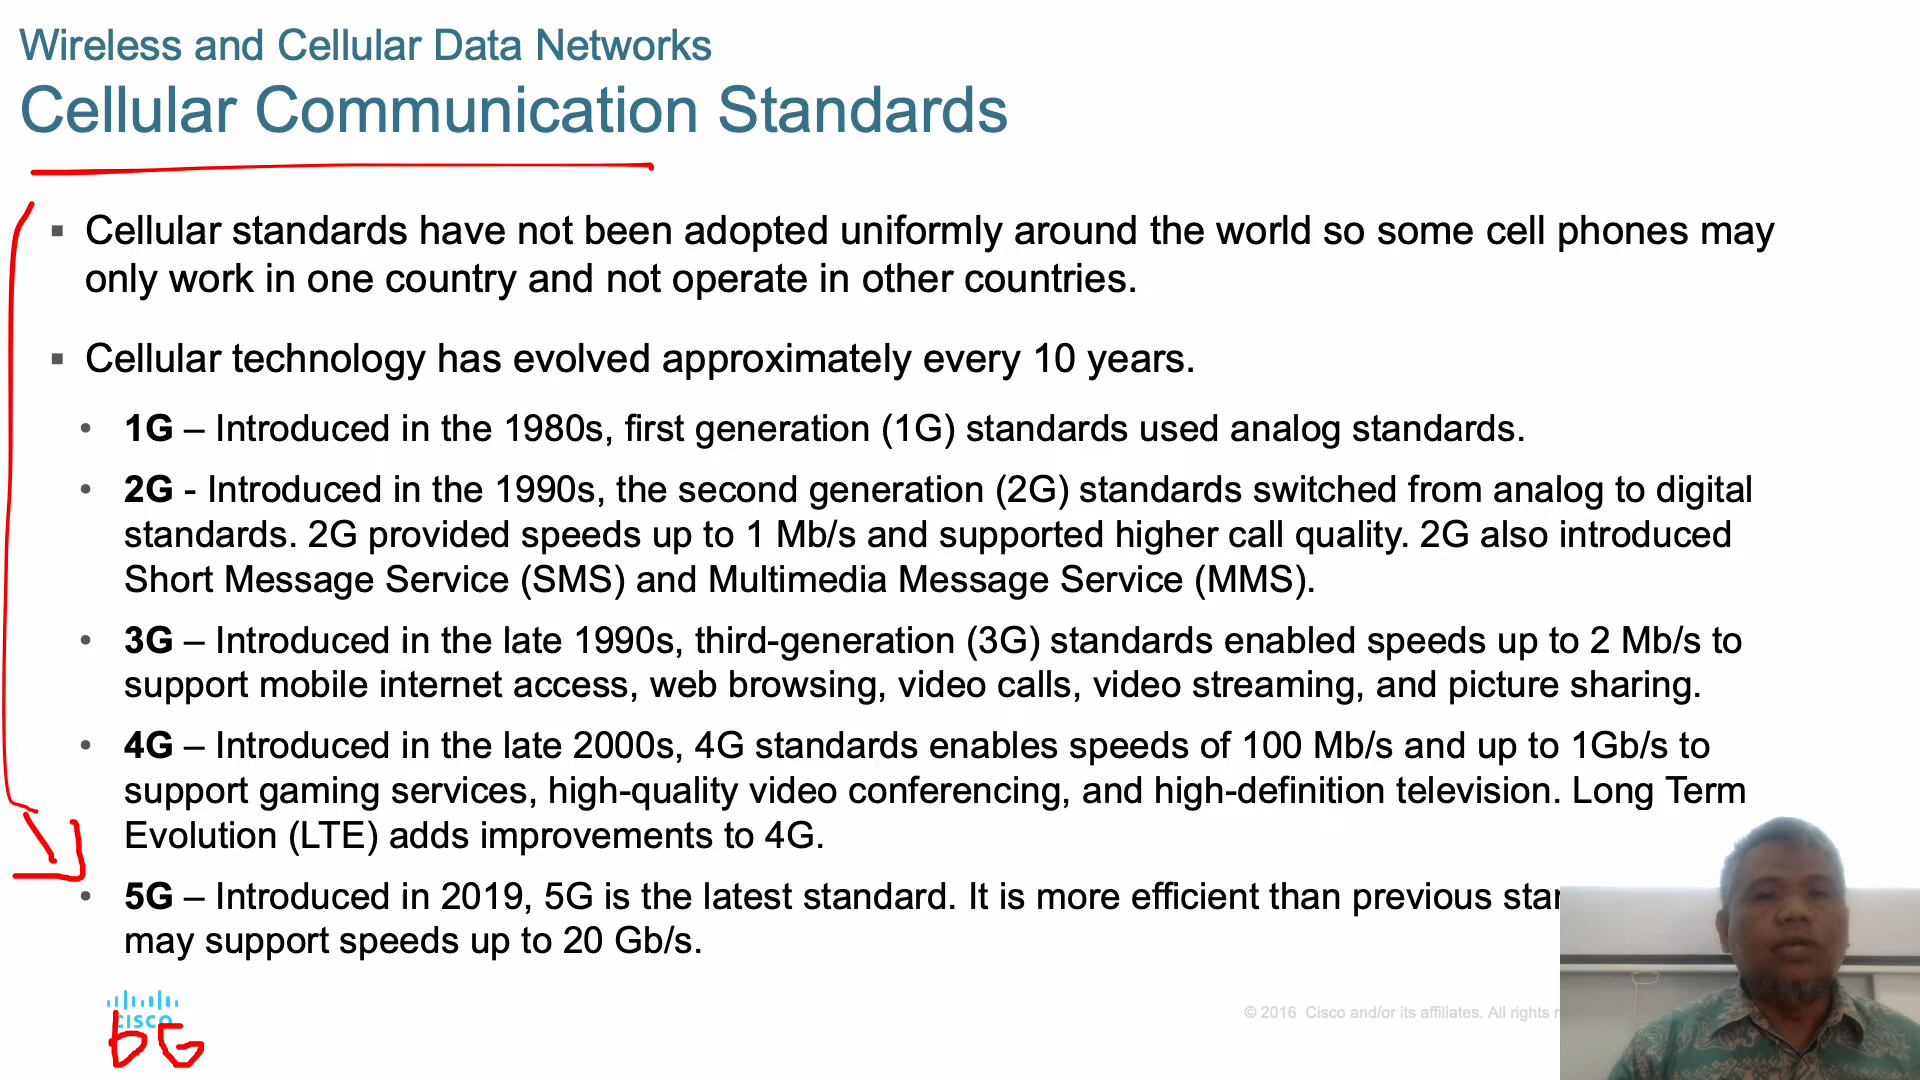 Wireless and Cellular Data Networks
Cellular Communication Standards
▪ Cellular standards have not been adopted uniformly around the world so some cell phones may
only work in one country and not operate in other countries.
▪ Cellular technology has evolved approximately every 10 years.
• 1G – Introduced in the 1980s, first generation (1G) standards used analog standards.
• 2G - Introduced in the 1990s, the second generation (2G) standards switched from analog to digital
standards. 2G provided speeds up to 1 Mb/s and supported higher call quality. 2G also introduced
Short Message Service (SMS) and Multimedia Message Service (MMS).
• 3G – Introduced in the late 1990s, third-generation (3G) standards enabled speeds up to 2 Mb/s to
support mobile internet access, web browsing, video calls, video streaming, and picture sharing.
• 4G – Introduced in the late 2000s, 4G standards enables speeds of 100 Mb/s and up to 1Gb/s to
support gaming services, high-quality video conferencing, and high-definition television. Long Term
Evolution (LTE) adds improvements to 4G.
• 5G – Introduced in 2019, 5G is the latest standard. It is more efficient than previous
may support speeds up to 20 Gb/s.
CISCO
6G
© 2016 Cisco and/or its affiliates. All rights